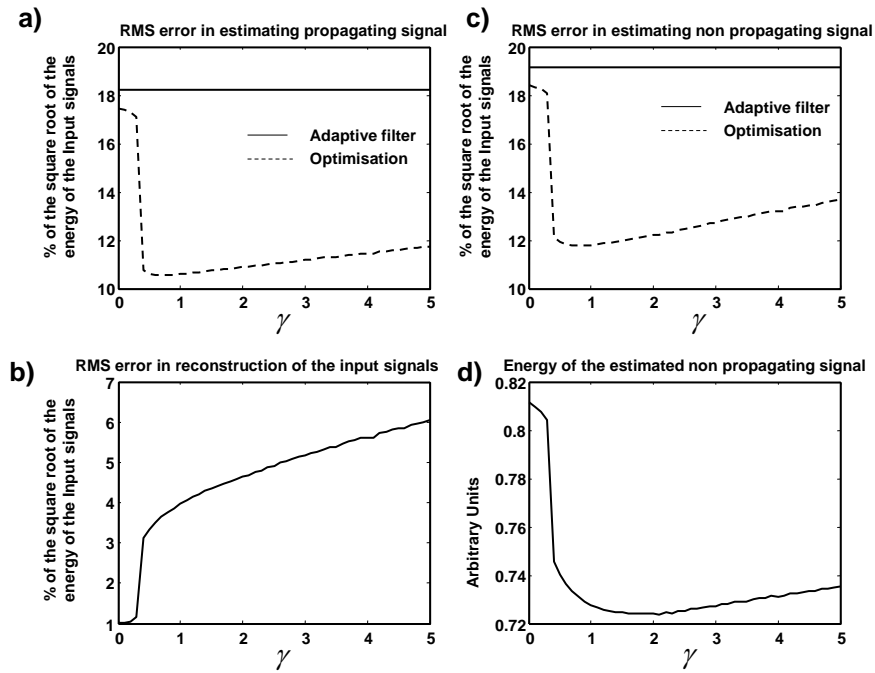 a)
RMS error in estimating propagating signal
% of the square root of the
energy of the Input signals
20
18
16
14
12
10
Adaptive filter
Optimisation
0 1 2 3 4 5
γ
c)
RMS error in estimating non propagating signal
% of the square root of the
energy of the Input signals
20
18
16
14
12
10
Adaptive filter
Optimisation
0 1 2 3 4 5
γ
b)
RMS error in reconstruction of the input signals
% of the square root of the
energy of the Input signals
7
6
5
4
3
2
1
0 1 2 3 4 5
γ
d)
Energy of the estimated non propagating signal
Arbitrary Units
0.82
0.8
0.78
0.76
0.74
0.72
0 1 2 3 4 5
γ